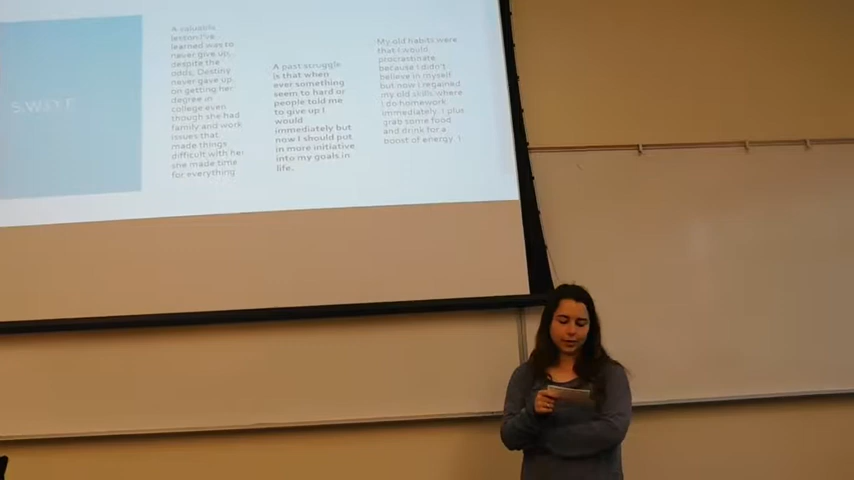 S.W.O.T
A valuable
lesson I've
learned was to
never give up,
despite the
odds. Destiny
never gave up
on getting her
degree in
college even
though she had
family and work
issues that
made things
difficult with her
she made time
for everything
A past struggle
is that when
ever something
seem to hard or
people told me
to give up I
would
immediately but
now I should put
in more initiative
into my goals in
life.
My old habits were
that I would
procrastinate
because I didn't
believe in myself
but now I regained
my old skills where
I do homework
immediately. I plus
grab some food
and drink for a
boost of energy. I